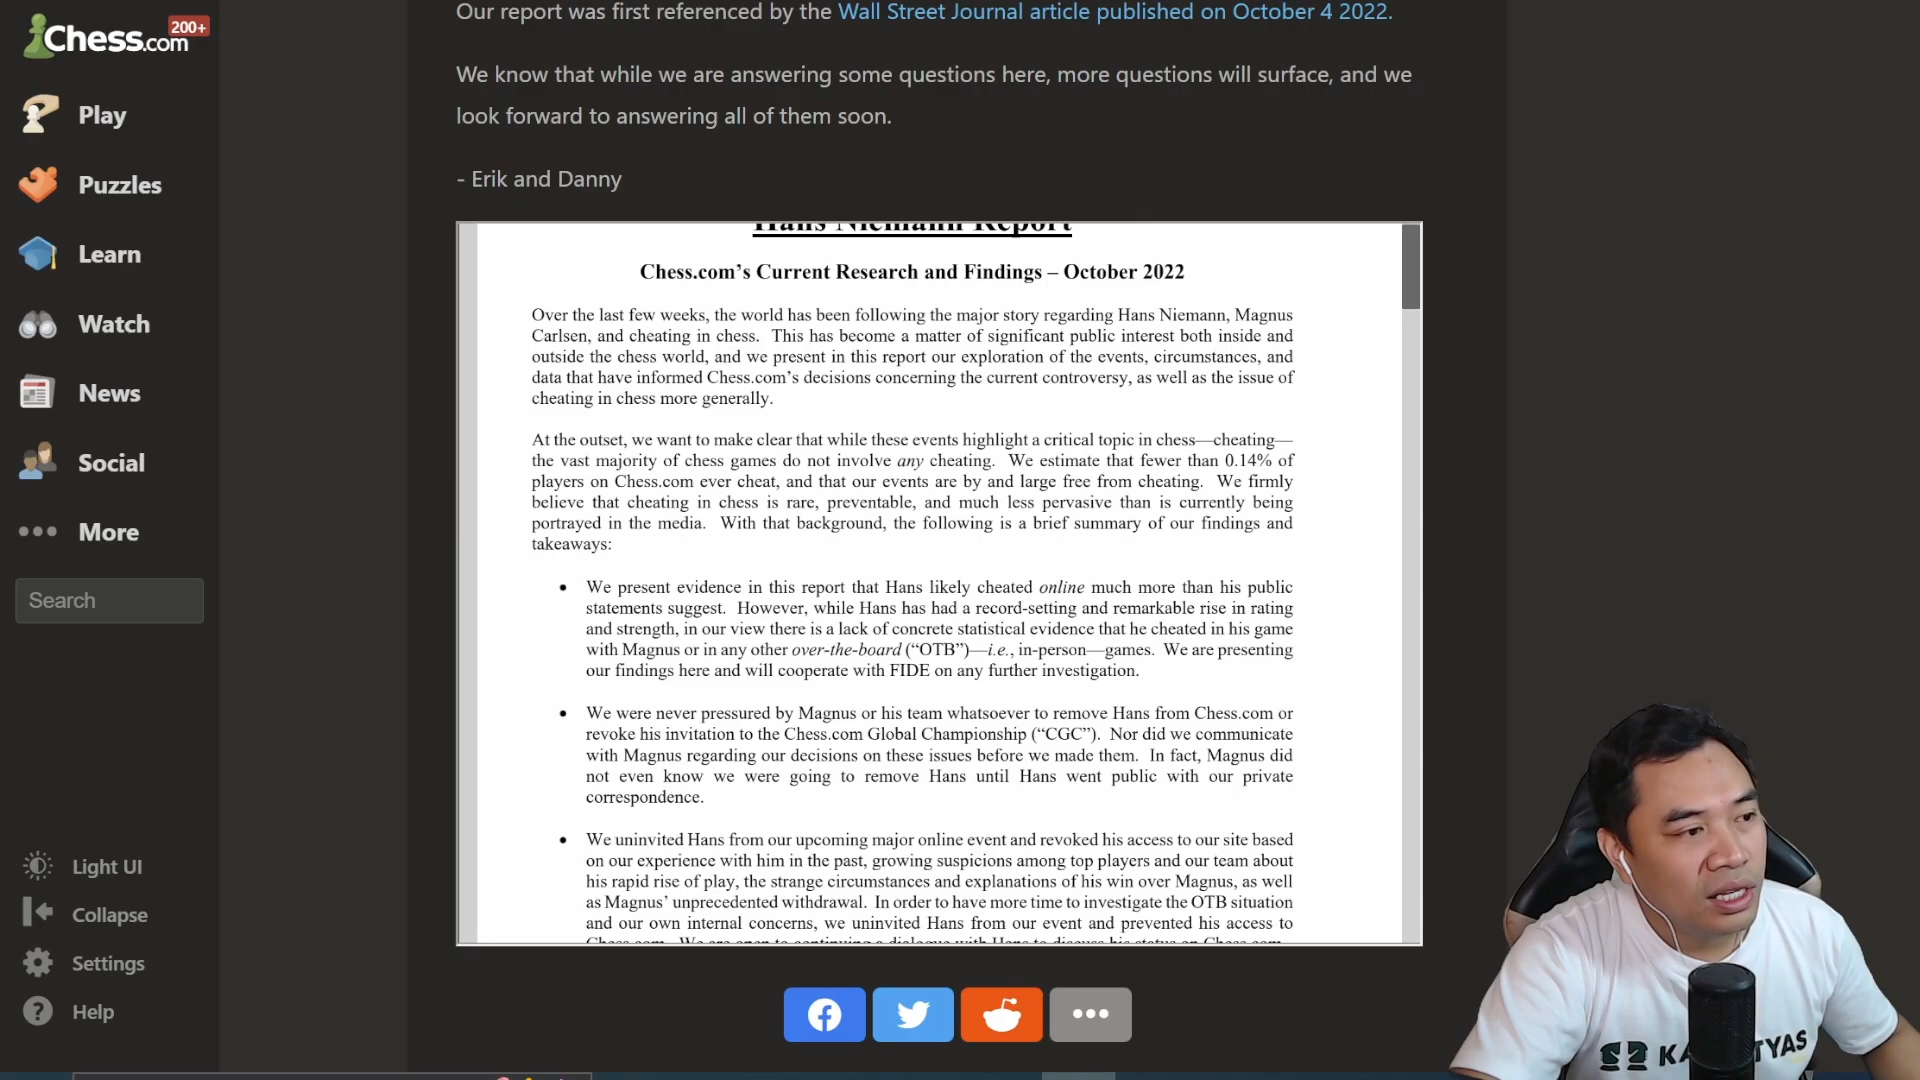 Chess.com
200+
Play
Puzzles
Learn
Watch
News
Social
More
Search
Light UI
Collapse
Settings
Help
Our report was first referenced by the Wall Street Journal article published on October 4 2022.
We know that while we are answering some questions here, more questions will surface, and we
look forward to answering all of them soon.
- Erik and Danny
Hans Niemann Report
Chess.com’s Current Research and Findings – October 2022
Over the last few weeks, the world has been following the major story regarding Hans Niemann, Magnus
Carlsen, and cheating in chess. This has become a matter of significant public interest both inside and
outside the chess world, and we present in this report our exploration of the events, circumstances, and
data that have informed Chess.com’s decisions concerning the current controversy, as well as the issue of
cheating in chess more generally.
At the outset, we want to make clear that while these events highlight a critical topic in chess—cheating—
the vast majority of chess games do not involve any cheating. We estimate that fewer than 0.14% of
players on Chess.com ever cheat, and that our events are by and large free from cheating. We firmly
believe that cheating in chess is rare, preventable, and much less pervasive than is currently being
portrayed in the media. With that background, the following is a brief summary of our findings and
takeaways:
• We present evidence in this report that Hans likely cheated online much more than his public
statements suggest. However, while Hans has had a record-setting and remarkable rise in rating
and strength, in our view there is a lack of concrete statistical evidence that he cheated in his game
with Magnus or in any other over-the-board (“OTB”)—i.e., in-person—games. We are presenting
our findings here and will cooperate with FIDE on any further investigation.
• We were never pressured by Magnus or his team whatsoever to remove Hans from Chess.com or
revoke his invitation to the Chess.com Global Championship (“CGC”). Nor did we communicate
with Magnus regarding our decisions on these issues before we made them. In fact, Magnus did
not even know we were going to remove Hans until Hans went public with our private
correspondence.
• We uninvited Hans from our upcoming major online event and revoked his access to our site based
on our experience with him in the past, growing suspicions among top players and our team about
his rapid rise of play, the strange circumstances and explanations of his win over Magnus, as well
as Magnus’ unprecedented withdrawal. In order to have more time to investigate the OTB situation
and our own internal concerns, we uninvited Hans from our event and prevented his access to
Chess.com. We are open to continuing a dialogue with Hans to discuss his status on Chess.com.